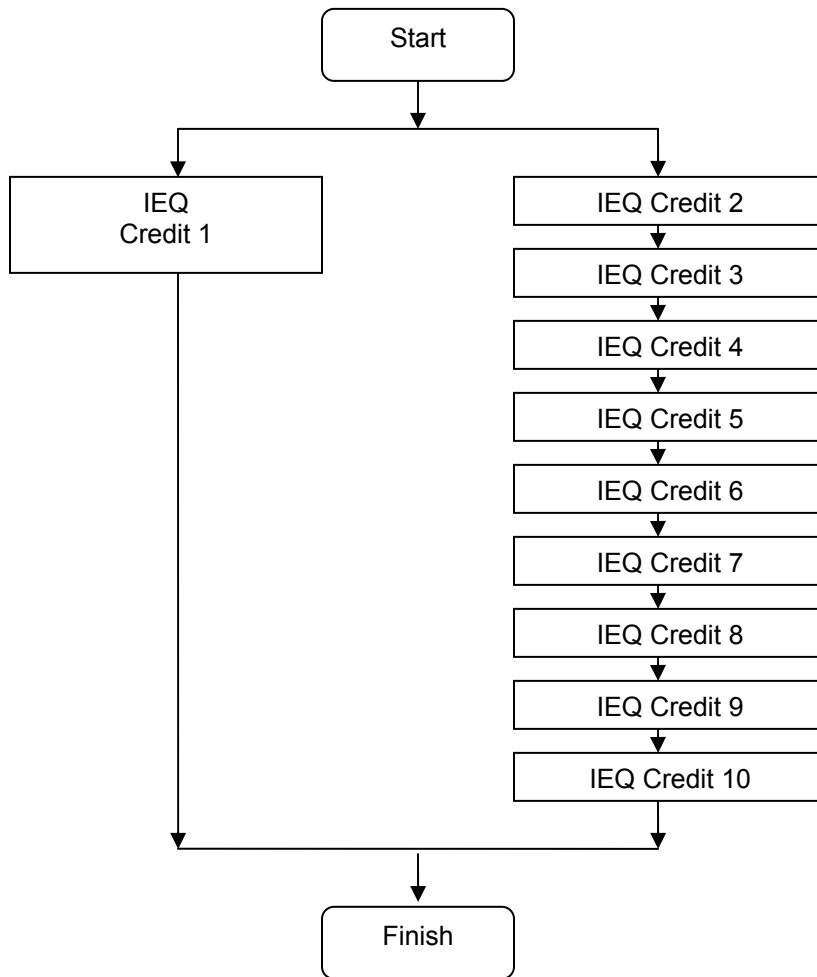 Start
IEQ
Credit 1
IEQ Credit 2
IEQ Credit 3
IEQ Credit 4
IEQ Credit 5
IEQ Credit 6
IEQ Credit 7
IEQ Credit 8
IEQ Credit 9
IEQ Credit 10
Finish